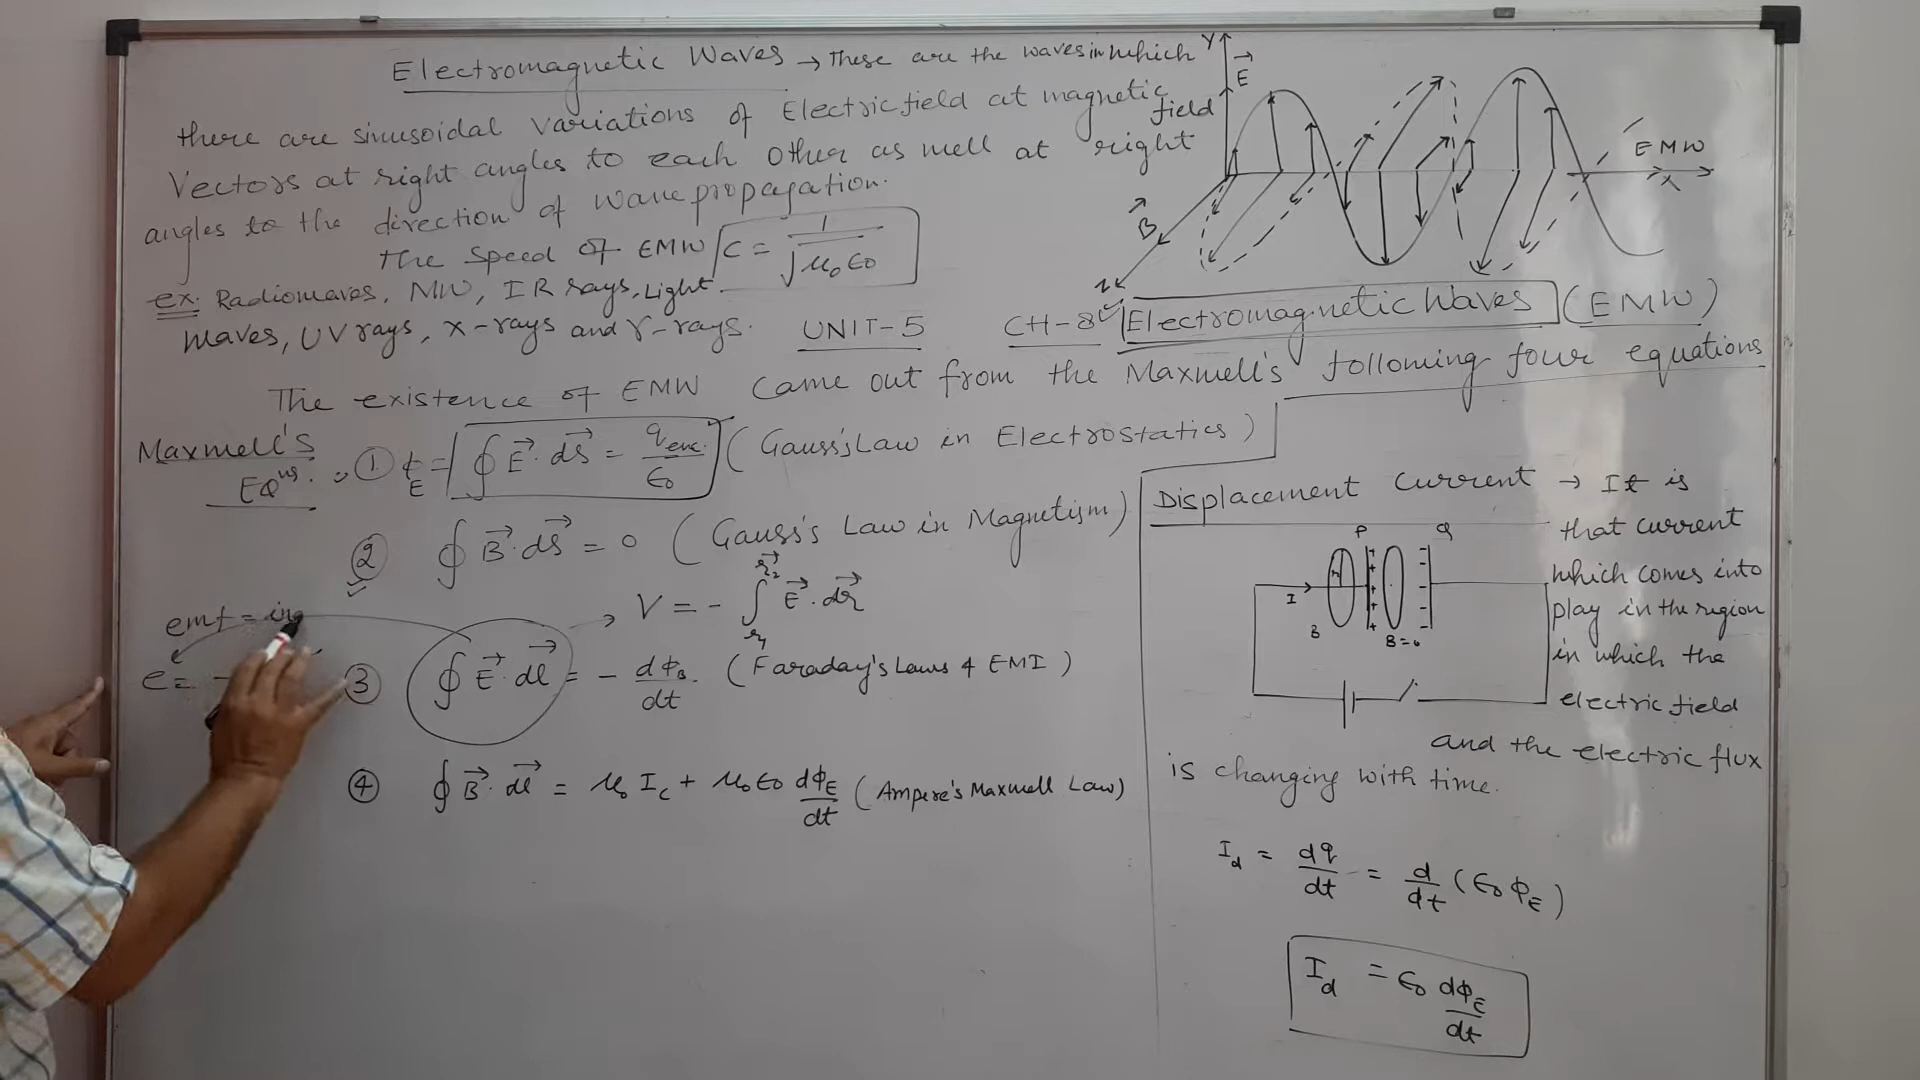 Electromagnetic Waves → These are the waves in which
there are sinusoidal variations of Electric field at magnetic field
Vectors at right angles to each other as well at right
angles to the direction of wave propagation.
the speed of EMW C = 1/√μ₀ϵ₀
ex: Radiowaves, MW, IR rays, Light
Waves, UV rays, X-rays and γ-rays.
Y
E⃗
B⃗
EMW
X
UNIT-5 CH-8 Electromagnetic Waves (EMW)
The existence of EMW came out from the Maxwell's following four equations
Maxwell's
EQⁿˢ.
① ϕ_E = ∮E⃗.ds⃗ = q_enc./ϵ₀ (Gauss's Law in Electrostatics)
② ∮B⃗.ds⃗ = 0 (Gauss's Law in Magnetism)
emf =
V = - ∫ E⃗.dr⃗
e = -
③ ∮E⃗.dl⃗ = - dϕ_B/dt. (Faraday's Laws of EMI)
④ ∮B⃗.dl⃗ = μ₀ I_c + μ₀ϵ₀ dϕ_E/dt (Ampere's Maxwell Law)
Displacement Current → It is
that current
which comes into
play in the region
in which the
electric field
and the electric flux
is changing with time.
P Q
I
B
B=0
I_d = dq/dt = d/dt (ϵ₀ϕ_E)
I_d = ϵ₀ dϕ_E/dt